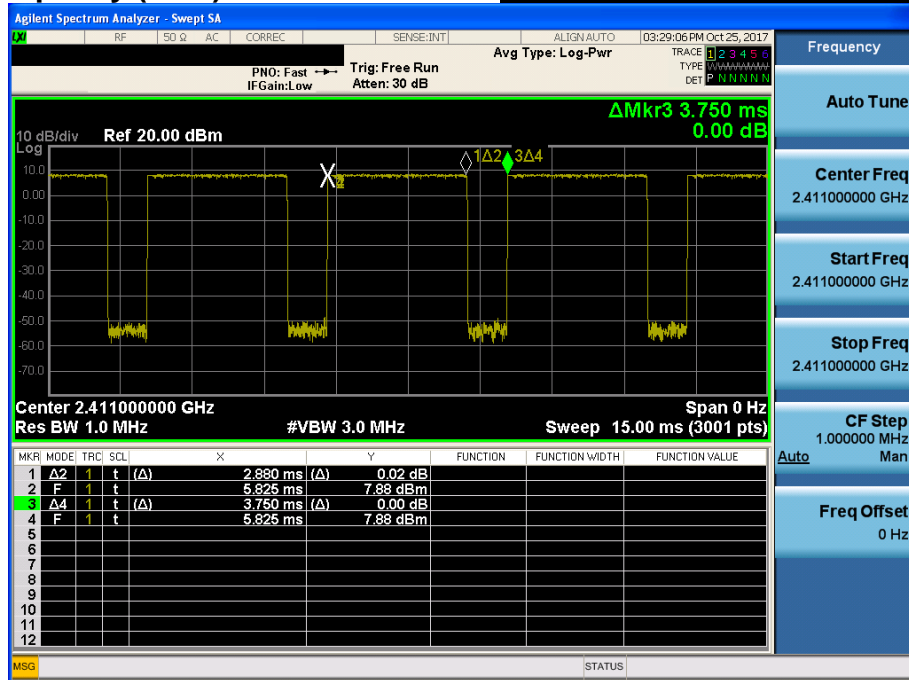 Agilent Spectrum Analyzer - Swept SA
LXI RF 50 Ω AC CORREC SENSE:INT ALIGN AUTO 03:29:06 PM Oct 25, 2017
Avg Type: Log-Pwr TRACE 1 2 3 4 5 6
PNO: Fast Trig: Free Run TYPE WWWWWW
IFGain:Low Atten: 30 dB DET P N N N N N
ΔMkr3 3.750 ms
10 dB/div Ref 20.00 dBm 0.00 dB
Log
1Δ2 3Δ4
10.0
X
0.00
-10.0
-20.0
-30.0
-40.0
-50.0
-60.0
-70.0
Center 2.411000000 GHz Span 0 Hz
Res BW 1.0 MHz #VBW 3.0 MHz Sweep 15.00 ms (3001 pts)
MKR MODE TRC SCL X Y FUNCTION FUNCTION WIDTH FUNCTION VALUE
1 Δ2 1 t (Δ) 2.880 ms (Δ) 0.02 dB
2 F 1 t 5.825 ms 7.88 dBm
3 Δ4 1 t (Δ) 3.750 ms (Δ) 0.00 dB
4 F 1 t 5.825 ms 7.88 dBm
5
6
7
8
9
10
11
12
MSG STATUS
Frequency
Auto Tune
Center Freq
2.411000000 GHz
Start Freq
2.411000000 GHz
Stop Freq
2.411000000 GHz
CF Step
1.000000 MHz
Auto Man
Freq Offset
0 Hz